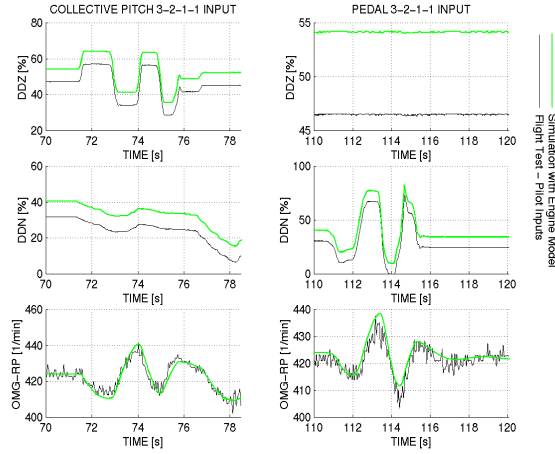 COLLECTIVE PITCH 3-2-1-1 INPUT
PEDAL 3-2-1-1 INPUT
DDZ [%]
80
60
40
20
70 72 74 76 78
TIME [s]
DDZ [%]
55
50
45
110 112 114 116 118 120
TIME [s]
DDN [%]
60
40
20
0
70 72 74 76 78
TIME [s]
DDN [%]
100
50
0
110 112 114 116 118 120
TIME [s]
OMG-RP [1/min]
460
440
420
400
70 72 74 76 78
TIME [s]
OMG-RP [1/min]
440
430
420
410
400
110 112 114 116 118 120
TIME [s]
Simulation with Engine Model
Flight Test - Pilot Inputs